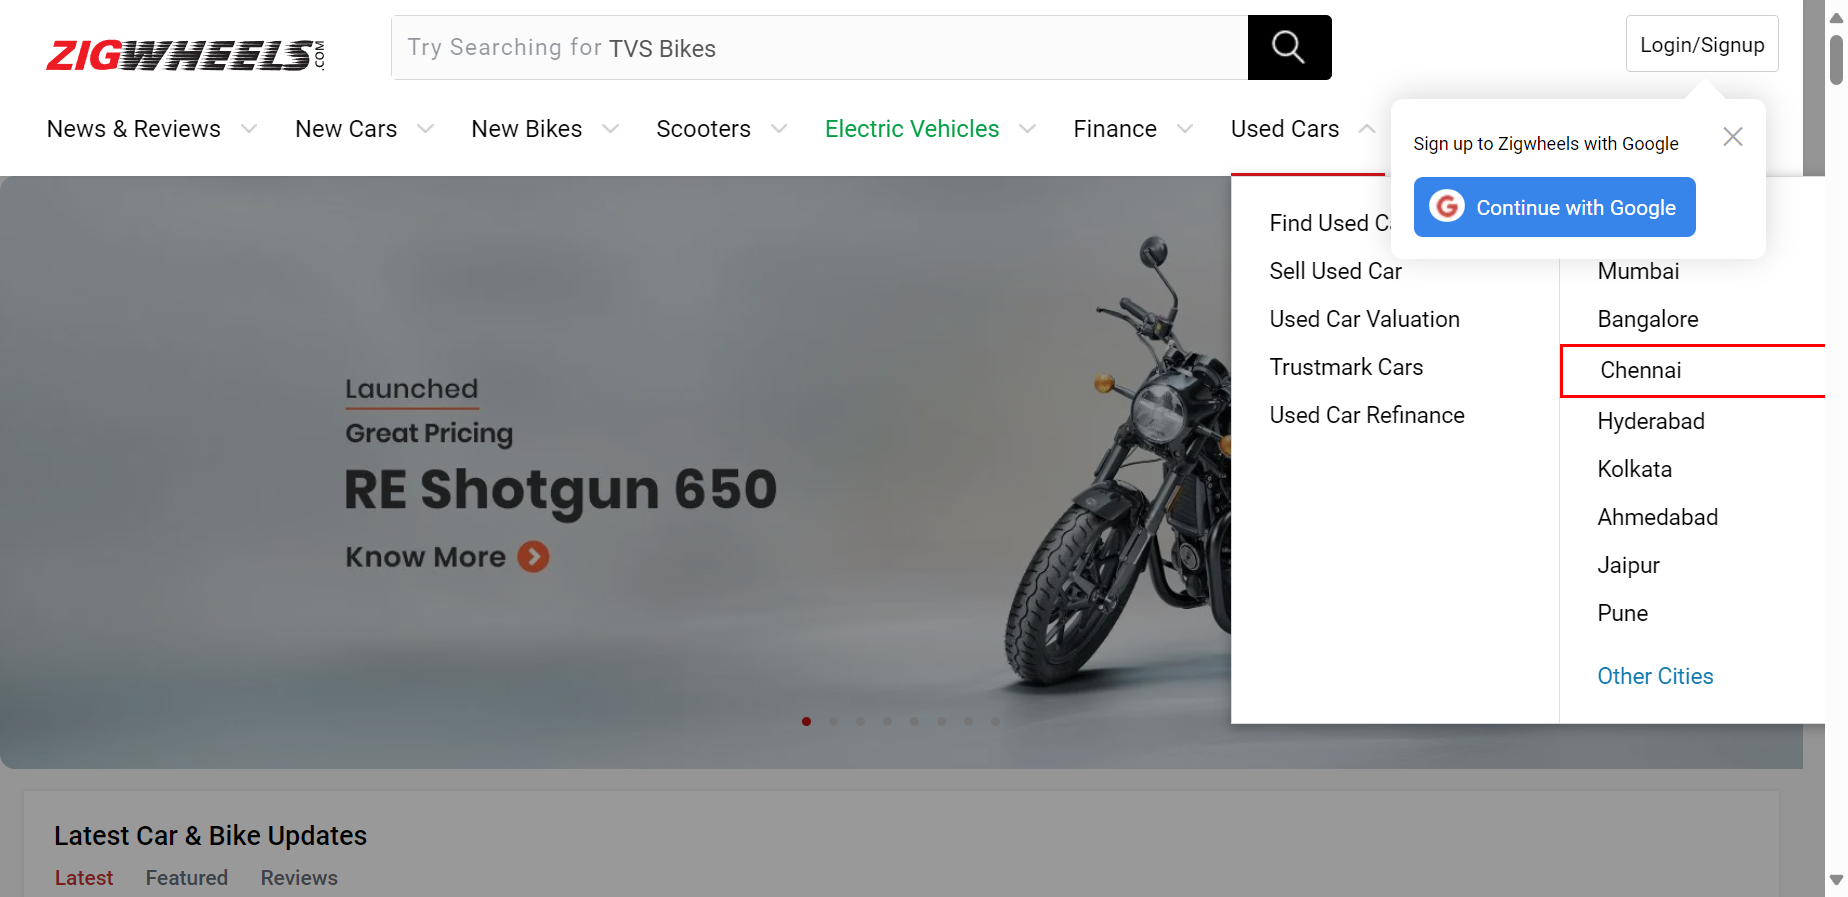 ZIGWHEELS.COM
Try Searching for TVS Bikes
Login/Signup
News & Reviews
New Cars
New Bikes
Scooters
Electric Vehicles
Finance
Used Cars
Sign up to Zigwheels with Google
Continue with Google
Find Used
Sell Used Car
Used Car Valuation
Trustmark Cars
Used Car Refinance
Mumbai
Bangalore
Chennai
Hyderabad
Kolkata
Ahmedabad
Jaipur
Pune
Other Cities
Launched
Great Pricing
RE Shotgun 650
Know More
Latest Car & Bike Updates
Latest
Featured
Reviews